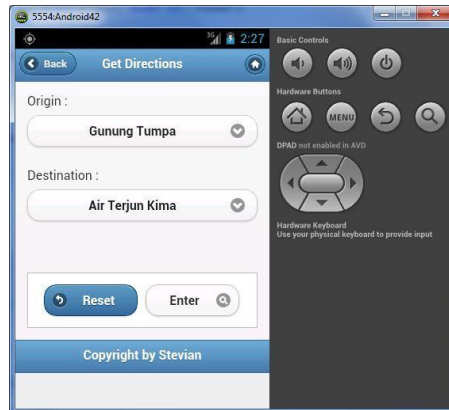 5554:Android42
3G 2:27
Back Get Directions
Origin :
Gunung Tumpa
Destination :
Air Terjun Kima
Reset Enter
Copyright by Stevian
Basic Controls
Hardware Buttons
MENU
DPAD not enabled in AVD
Hardware Keyboard
Use your physical keyboard to provide input